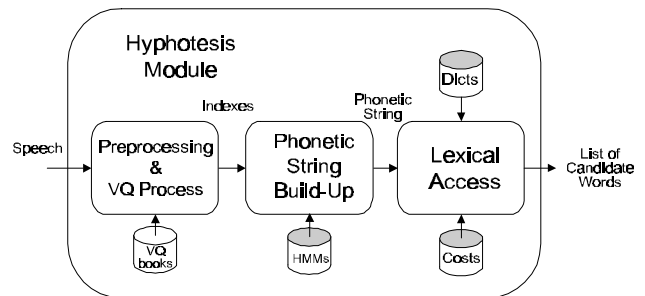 Hyphotesis
Module
DIcts
Indexes
Phonetic
String
Speech
Preprocessing
&
VQ Process
Phonetic
String
Build-Up
Lexical
Access
List of
Candidate
Words
VQ
books
HMMs
Costs